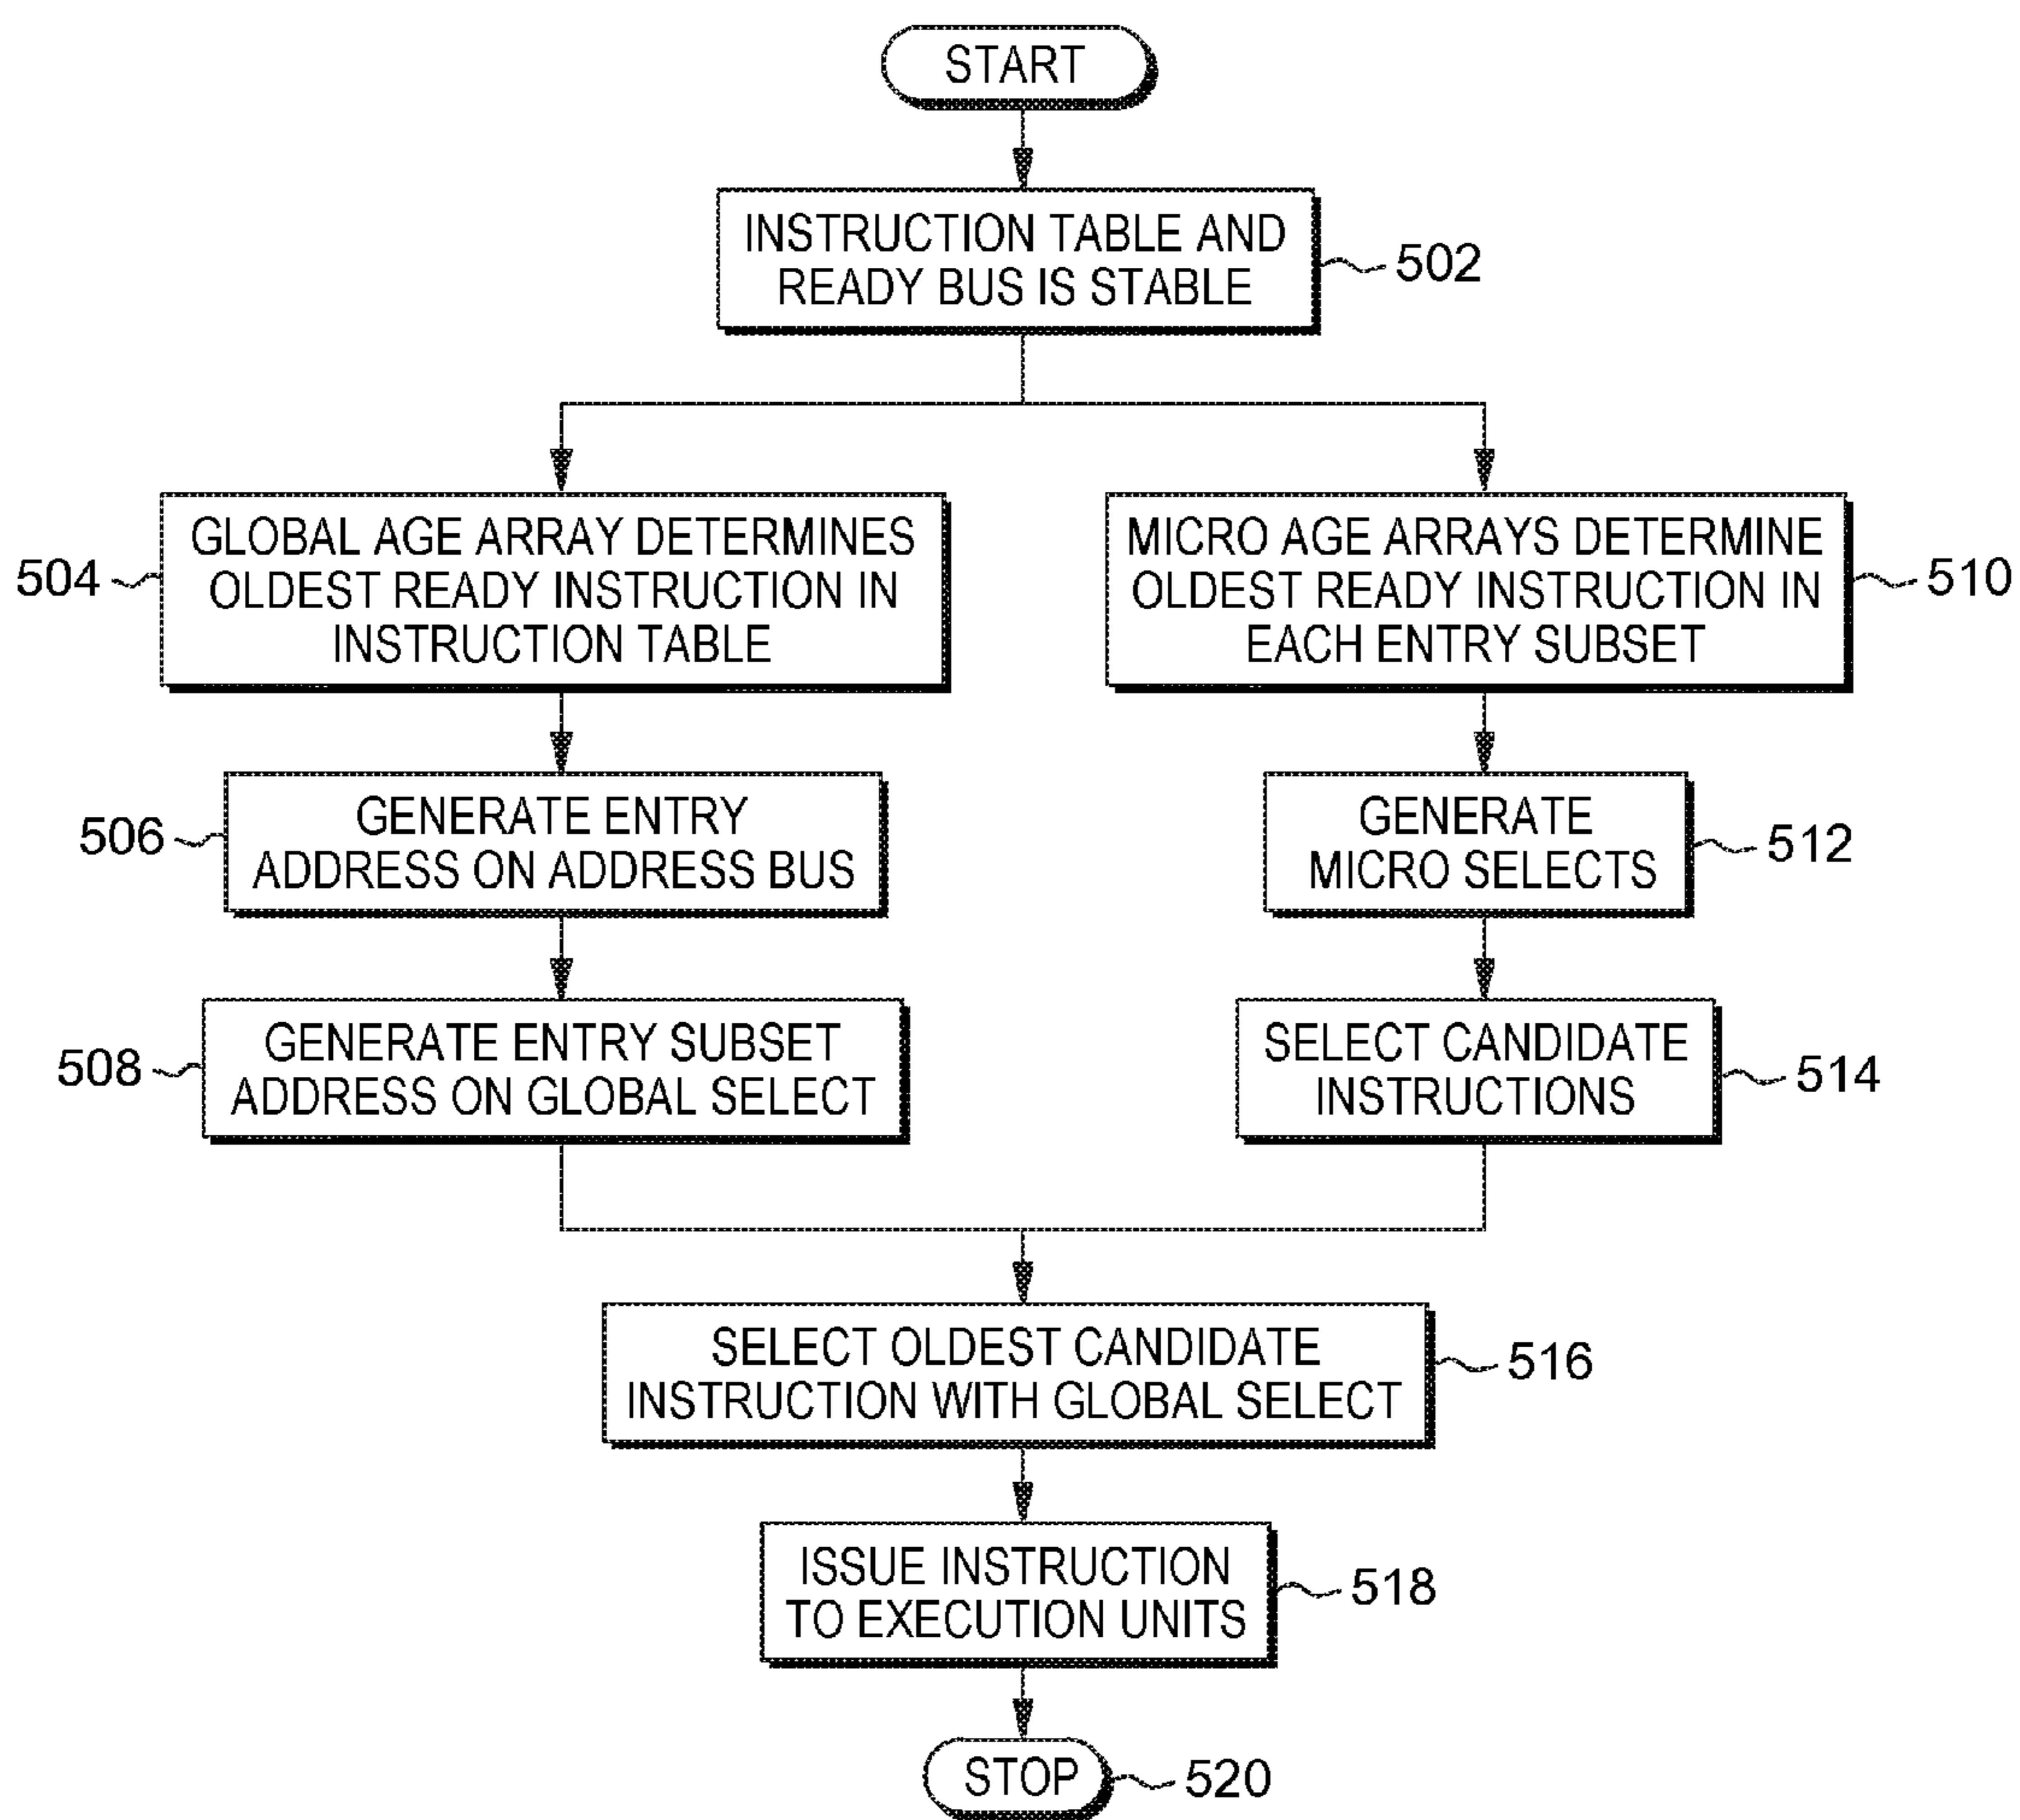 START
INSTRUCTION TABLE AND
READY BUS IS STABLE
502
GLOBAL AGE ARRAY DETERMINES
OLDEST READY INSTRUCTION IN
INSTRUCTION TABLE
504
GENERATE ENTRY
ADDRESS ON ADDRESS BUS
506
GENERATE ENTRY SUBSET
ADDRESS ON GLOBAL SELECT
508
MICRO AGE ARRAYS DETERMINE
OLDEST READY INSTRUCTION IN
EACH ENTRY SUBSET
510
GENERATE
MICRO SELECTS
512
SELECT CANDIDATE
INSTRUCTIONS
514
SELECT OLDEST CANDIDATE
INSTRUCTION WITH GLOBAL SELECT
516
ISSUE INSTRUCTION
TO EXECUTION UNITS
518
STOP
520